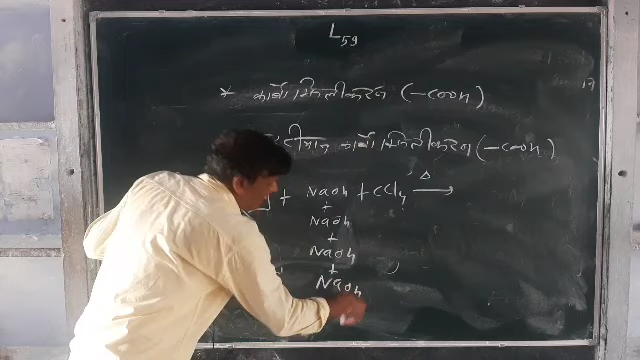 L59
* कार्बोक्सिलीकरण (-COOH)
कार्बोक्सिलीकरण (-COOH)
+ NaOH + CCl4 Δ →
+
NaOH
+
NaOH
+
NaOH